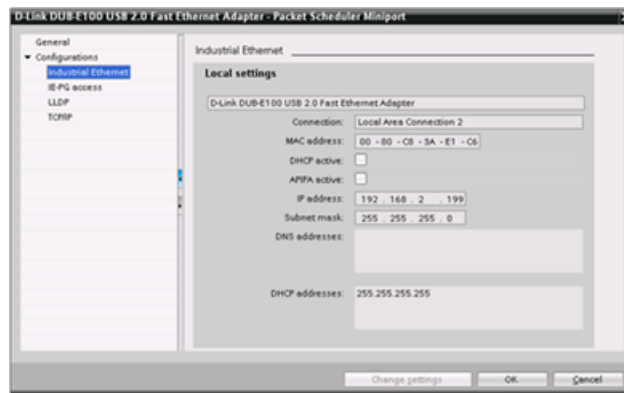 D-Link DUB-E100 USB 2.0 Fast Ethernet Adapter - Packet Scheduler Miniport
General
Configurations
Industrial Ethernet
IE-PG access
LLDP
TCP/IP
Industrial Ethernet
Local settings
D-Link DUB-E100 USB 2.0 Fast Ethernet Adapter
Connection: Local Area Connection 2
MAC address: 00 - 80 - C8 - 3A - E1 - C6
DHCP active:
APIPA active:
IP address: 192 . 168 . 2 . 199
Subnet mask: 255 . 255 . 255 . 0
DNS addresses:
DHCP addresses: 255.255.255.255
Change settings
OK
Cancel